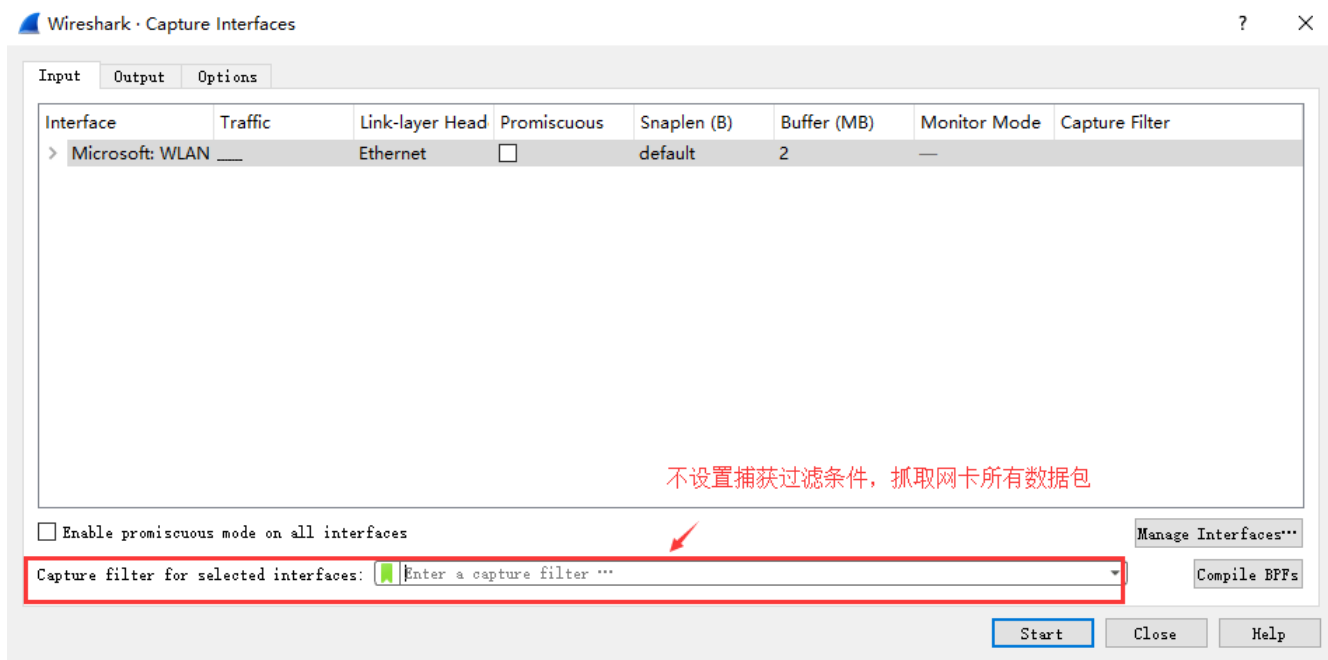 Wireshark · Capture Interfaces
Input Output Options
Interface Traffic Link-layer Head Promiscuous Snaplen (B) Buffer (MB) Monitor Mode Capture Filter
Microsoft: WLAN Ethernet default 2 —
不设置捕获过滤条件，抓取网卡所有数据包
Enable promiscuous mode on all interfaces Manage Interfaces…
Capture filter for selected interfaces: Enter a capture filter … Compile BPFs
Start Close Help